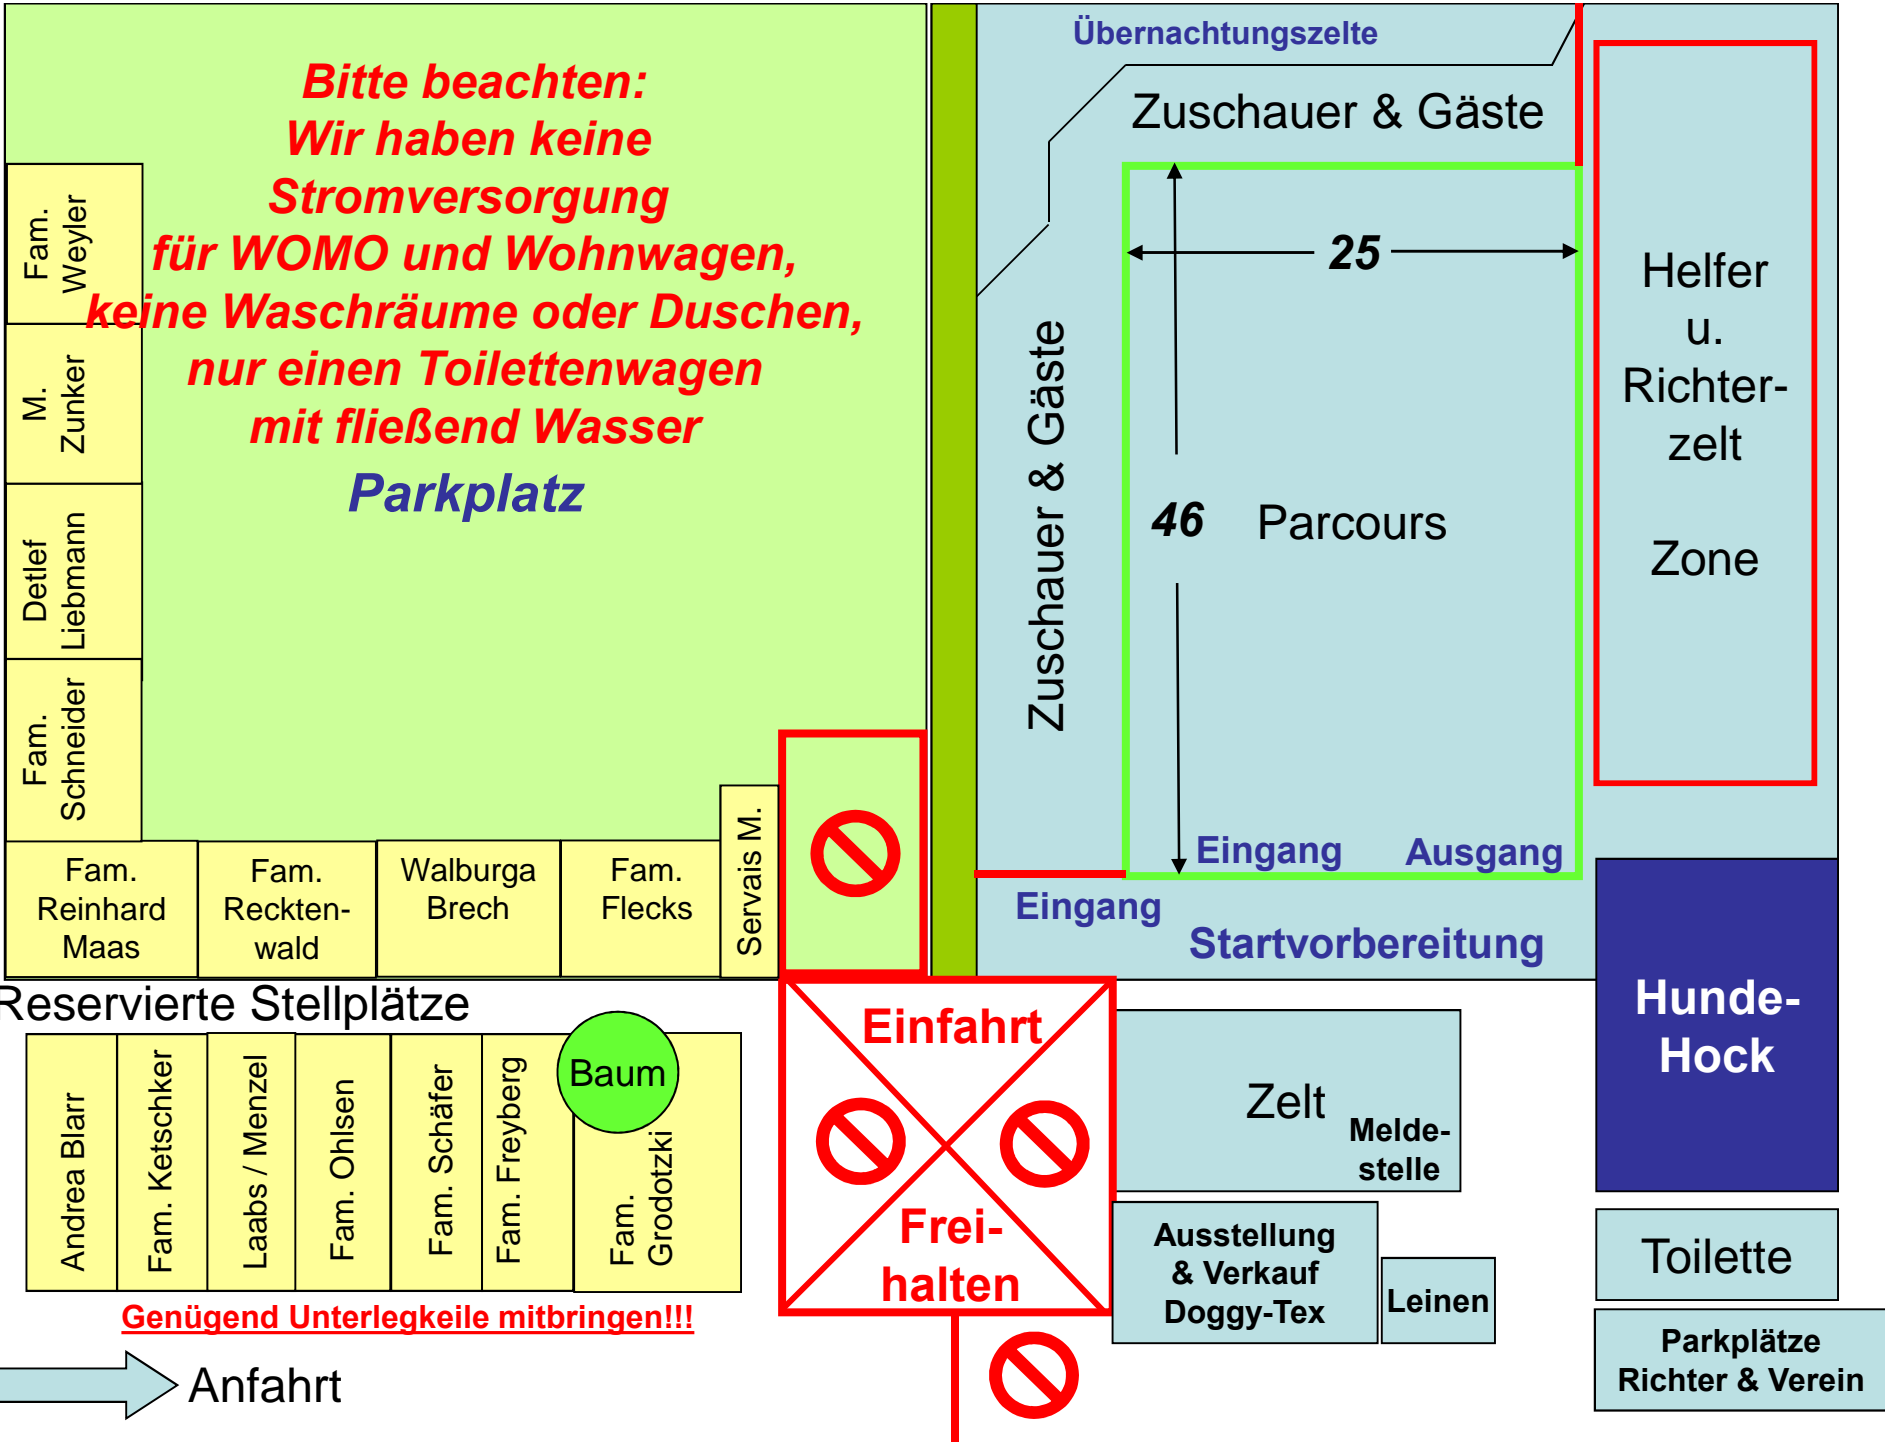 Bitte beachten:
Wir haben keine
Stromversorgung
für WOMO und Wohnwagen,
keine Waschräume oder Duschen,
nur einen Toilettenwagen
mit fließend Wasser
Parkplatz
Fam.
Weyler
M.
Zunker
Detlef
Liebmann
Fam.
Schneider
Fam.
Reinhard
Maas
Fam.
Reckten-
wald
Walburga
Brech
Fam.
Flecks
Servais M.
Übernachtungszelte
Zuschauer & Gäste
Zuschauer & Gäste
25
46
Parcours
Helfer
u.
Richter-
zelt
Zone
Eingang
Ausgang
Eingang
Startvorbereitung
Hunde-
Hock
Reservierte Stellplätze
Andrea Blarr
Fam. Ketschker
Laabs / Menzel
Fam. Ohlsen
Fam. Schäfer
Fam. Freyberg
Baum
Fam.
Grodotzki
Einfahrt
Frei-
halten
Zelt
Melde-
stelle
Ausstellung
& Verkauf
Doggy-Tex
Leinen
Toilette
Parkplätze
Richter & Verein
Genügend Unterlegkeile mitbringen!!!
Anfahrt